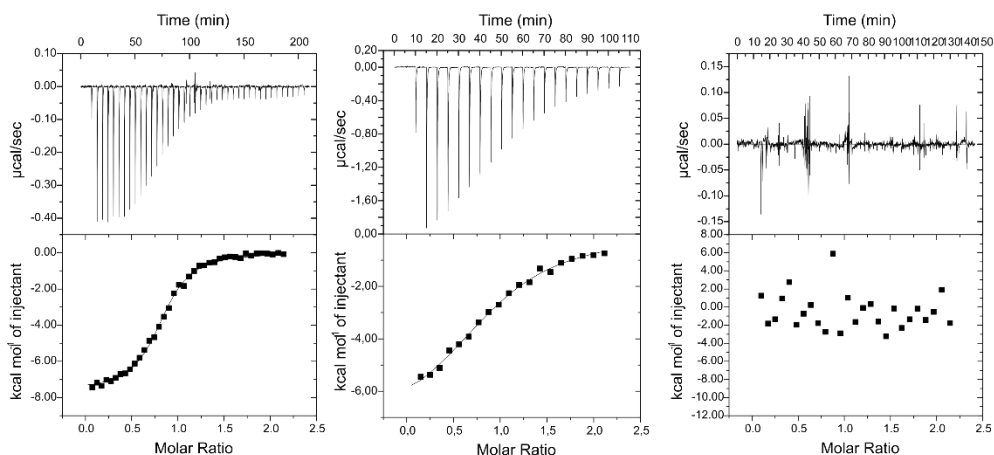 Time (min)
0 50 100 150 200
0.10
0.00
-0.10
-0.20
-0.30
-0.40
µcal/sec
0.00
-2.00
-4.00
-6.00
-8.00
kcal mol¹ of injectant
0.0 0.5 1.0 1.5 2.0 2.5
Molar Ratio
Time (min)
0 10 20 30 40 50 60 70 80 90 100 110
0,20
0,00
-0,40
-0,80
-1,20
-1,60
0,00
µcal/sec
-2,00
-4,00
-6,00
kcal mol¹ of injectant
0,0 0,5 1,0 1,5 2,0 2,5
Molar Ratio
Time (min)
0 10 20 30 40 50 60 70 80 90 100 110 120 130 140 150
0.15
0.10
0.05
0.00
-0.05
-0.10
-0.15
µcal/sec
8.00
6.00
4.00
2.00
0.00
-2.00
-4.00
-6.00
-8.00
-10.00
-12.00
kcal mol¹ of injectant
0.0 0.5 1.0 1.5 2.0 2.5
Molar Ratio